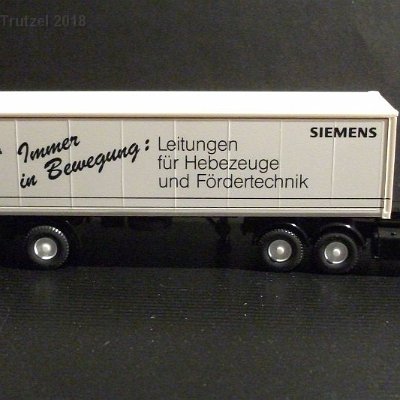 Trutzel 2018
SIEMENS
Immer
in Bewegung:
Leitungen
für Hebezeuge
und Fördertechnik